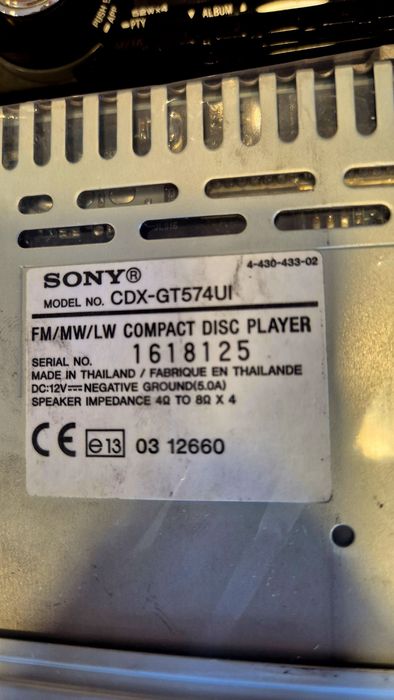 PUSH
APP
PTY
▼ ALBUM ▲
4-430-433-02
SONY®
MODEL NO. CDX-GT574UI
FM/MW/LW COMPACT DISC PLAYER
SERIAL NO. 1618125
MADE IN THAILAND / FABRIQUE EN THAILANDE
DC:12V⎓NEGATIVE GROUND(5.0A)
SPEAKER IMPEDANCE 4Ω TO 8Ω X 4
CE e13 03 12660